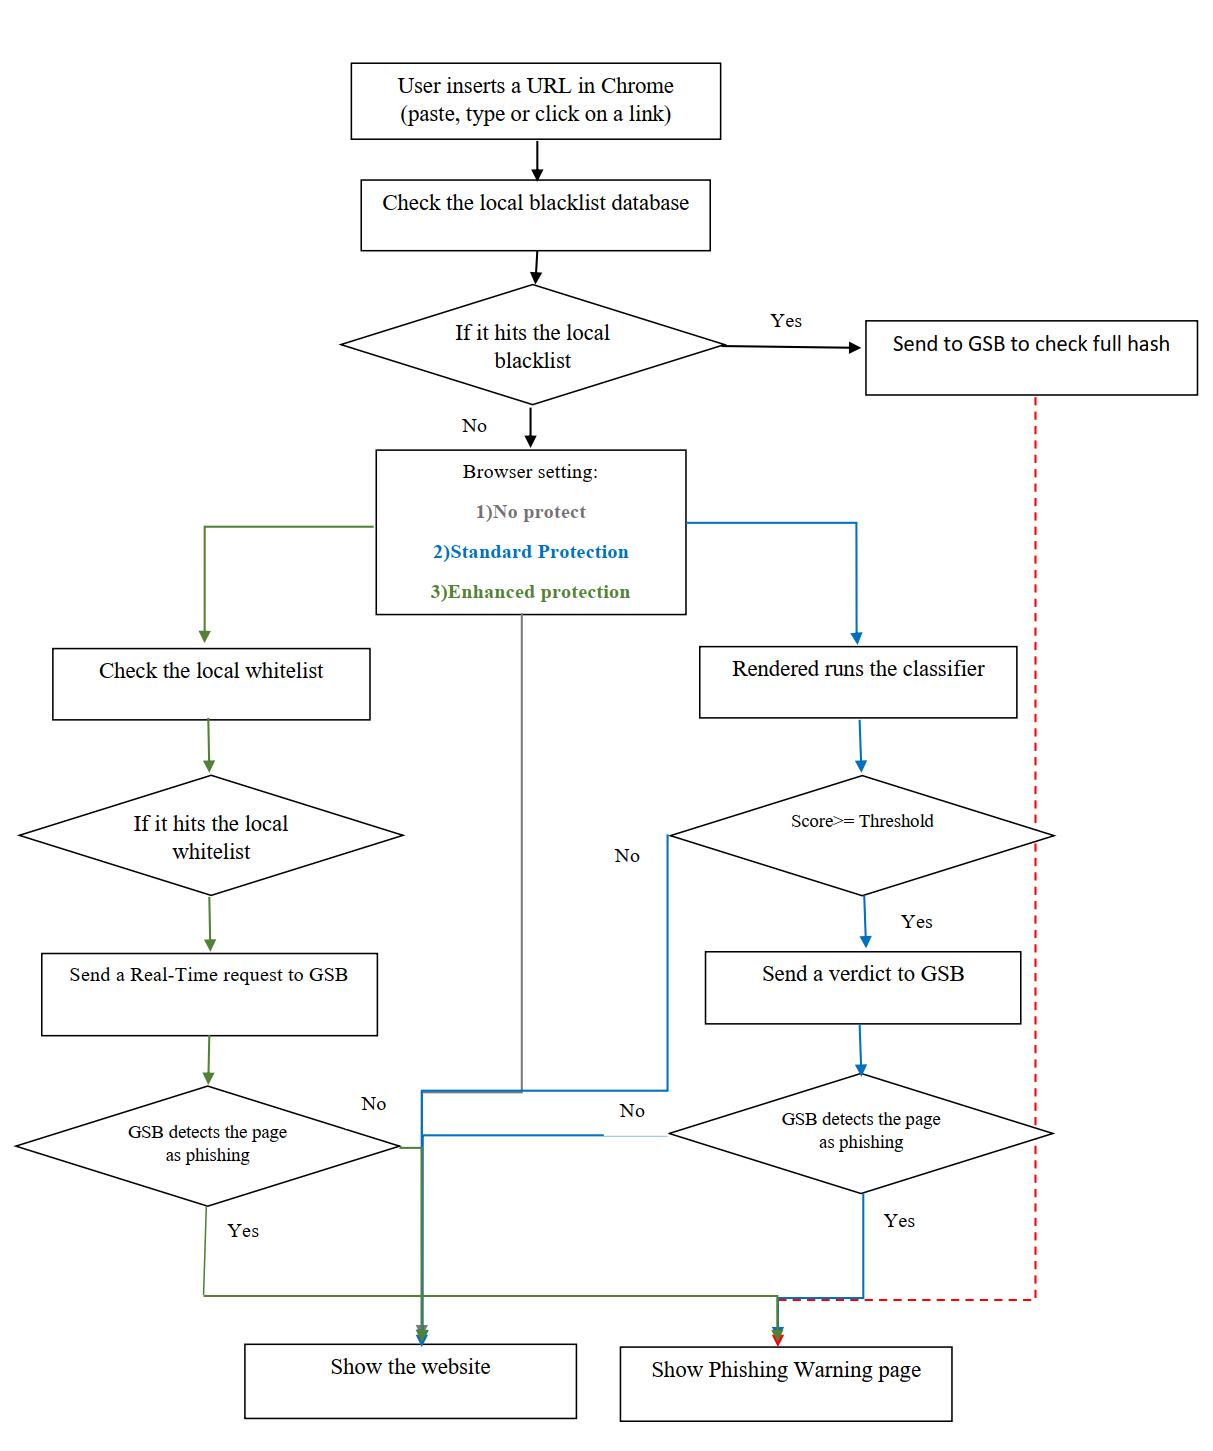 User inserts a URL in Chrome
(paste, type or click on a link)
Check the local blacklist database
If it hits the local
blacklist
Yes
Send to GSB to check full hash
No
Browser setting:
1)No protect
2)Standard Protection
3)Enhanced protection
Check the local whitelist
Rendered runs the classifier
If it hits the local
whitelist
Score>= Threshold
No
Yes
Send a Real-Time request to GSB
Send a verdict to GSB
No
No
GSB detects the page
as phishing
GSB detects the page
as phishing
Yes
Yes
Show the website
Show Phishing Warning page